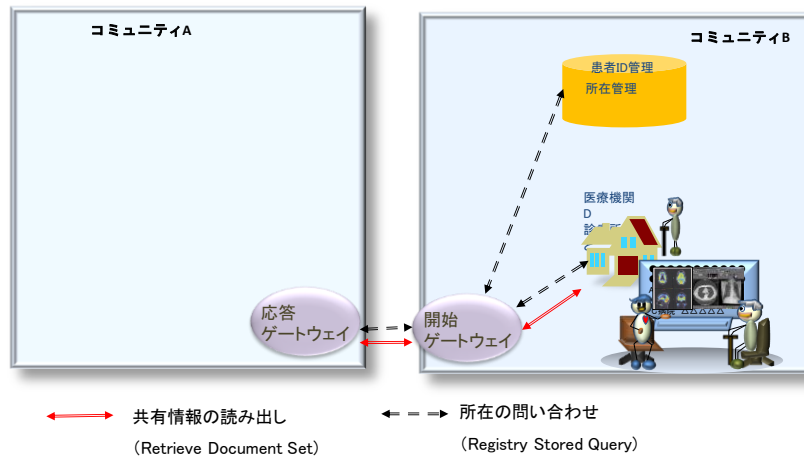 コミュニティA
コミュニティB
患者ID管理
所在管理
医療機関
D
応答
ゲートウェイ
開始
ゲートウェイ
共有情報の読み出し
(Retrieve Document Set)
所在の問い合わせ
(Registry Stored Query)